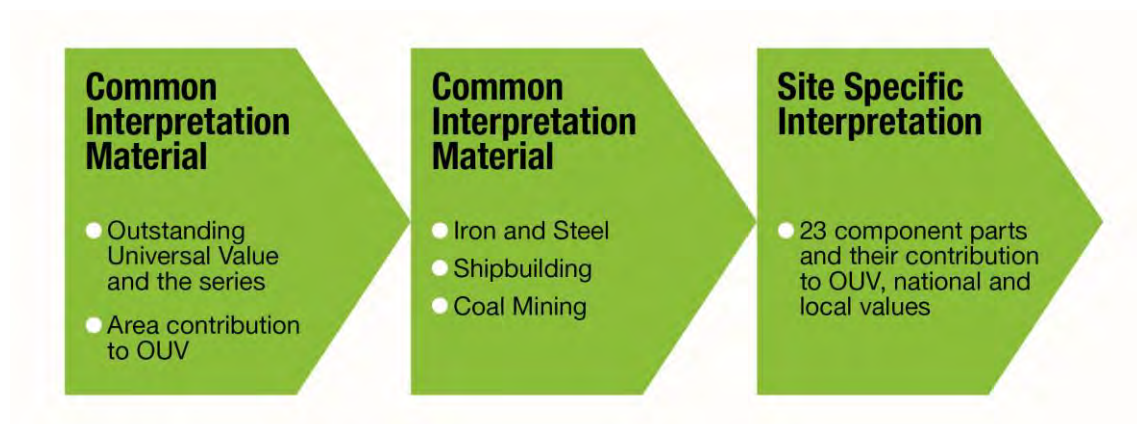 Common
Interpretation
Material
Outstanding
Universal Value
and the series
Area contribution
to OUV
Common
Interpretation
Material
Iron and Steel
Shipbuilding
Coal Mining
Site Specific
Interpretation
23 component parts
and their contribution
to OUV, national and
local values